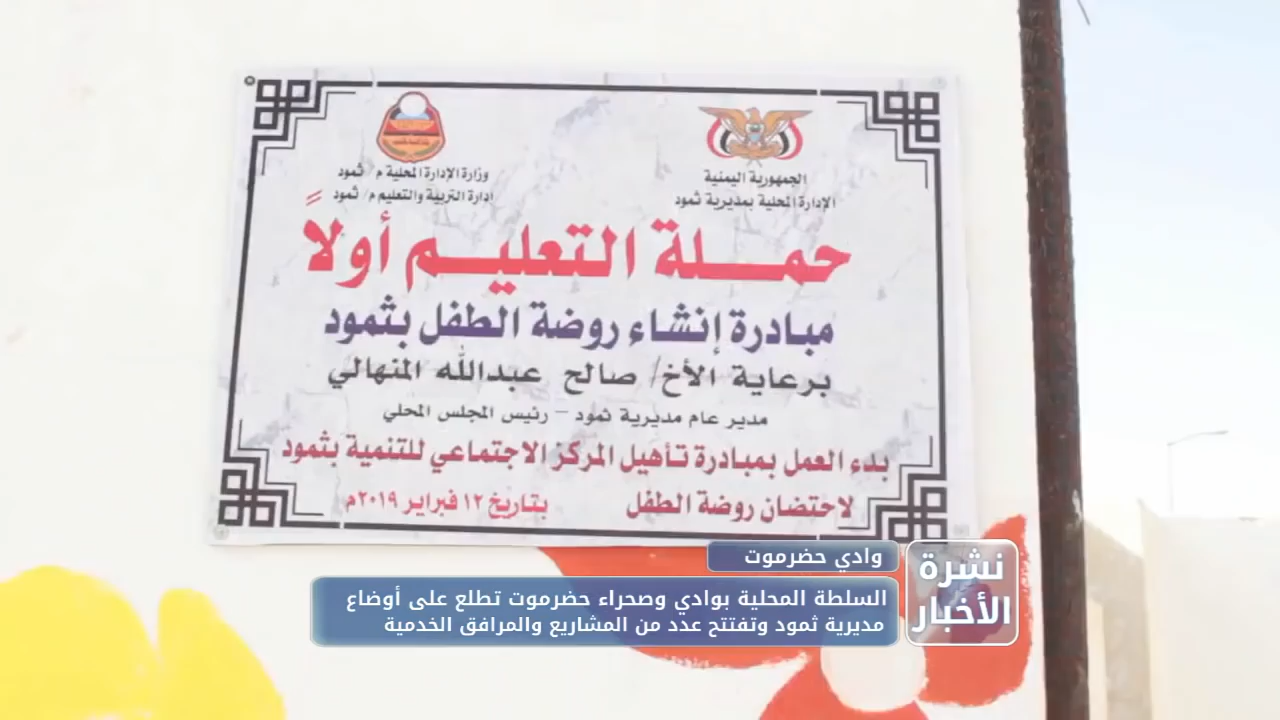 الجمهورية اليمنية
الإدارة المحلية بمديرية ثمود
وزارة الإدارة المحلية م/ ثمود
ادارة التربية والتعليم م/ ثمود
حملة التعليم أولاً
مبادرة إنشاء روضة الطفل بثمود
برعاية الأخ/ صالح عبدالله المنهالي
مدير عام مديرية ثمود - رئيس المجلس المحلي
بدء العمل بمبادرة تأهيل المركز الاجتماعي للتنمية بثمود
لاحتضان روضة الطفل بتاريخ ١٢ فبراير ٢٠١٩م
نشرة
الأخبار
وادي حضرموت
السلطة المحلية بوادي وصحراء حضرموت تطلع على أوضاع
مديرية ثمود وتفتتح عدد من المشاريع والمرافق الخدمية